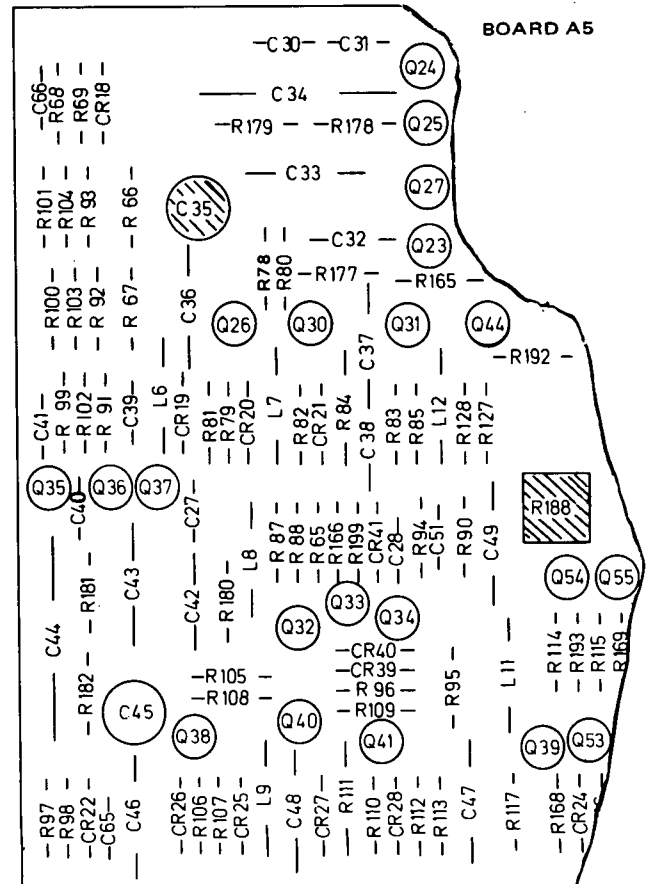 BOARD A5
C30 C31
Q24
C66 R68 R69 CR18
C34
R179 R178
Q25
C33
Q27
R101 R104 R93 R66
C35
C32
Q23
R78 R80
R177 R165
R100 R103 R92 R67 C36
Q26 Q30 Q31 Q44
C37
R192
C41 R99 R102 R91 C39 L6 CR19 R81 R79 CR20 L7 R82 CR21 R84 C38 R83 R85 L12 R128 R127
Q35 Q36 Q37
C40
C27
R188
L8 R87 R88 R65 R166 R199 CR41 C28 R94 C51 R90 C49
Q54 Q55
C44 R181 C43 C42 R180
Q32 Q33 Q34
CR40
CR39
R96
R109
R105
R108
R182
R95 L11 R114 R193 R115 R169
C45
Q38 Q40 Q41 Q39 Q53
R97 R98 CR22 C65 C46 CR26 R106 R107 CR25 L9 C48 CR27 R111 R110 CR28 R112 R113 C47 R117 R168 CR24